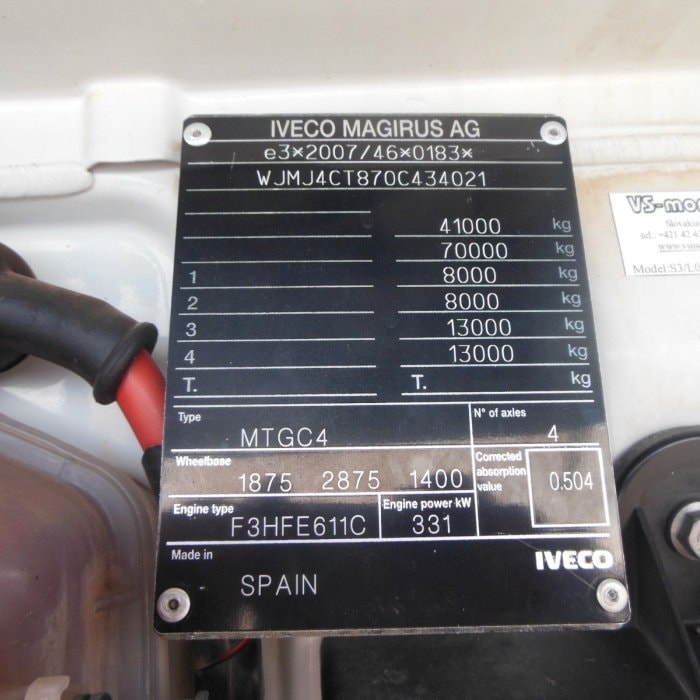 IVECO MAGIRUS AG
e3×2007/46×0183×
WJMJ4CT870C434021
41000 kg
70000 kg
1 8000 kg
2 8000 kg
3 13000 kg
4 13000 kg
T. T. kg
Type MTGC4 N° of axles 4
Wheelbase 1875 2875 1400
Corrected absorption value 0.504
Engine type F3HFE611C Engine power kW 331
Made in SPAIN
IVECO
Slovakia
Model:S3/L0